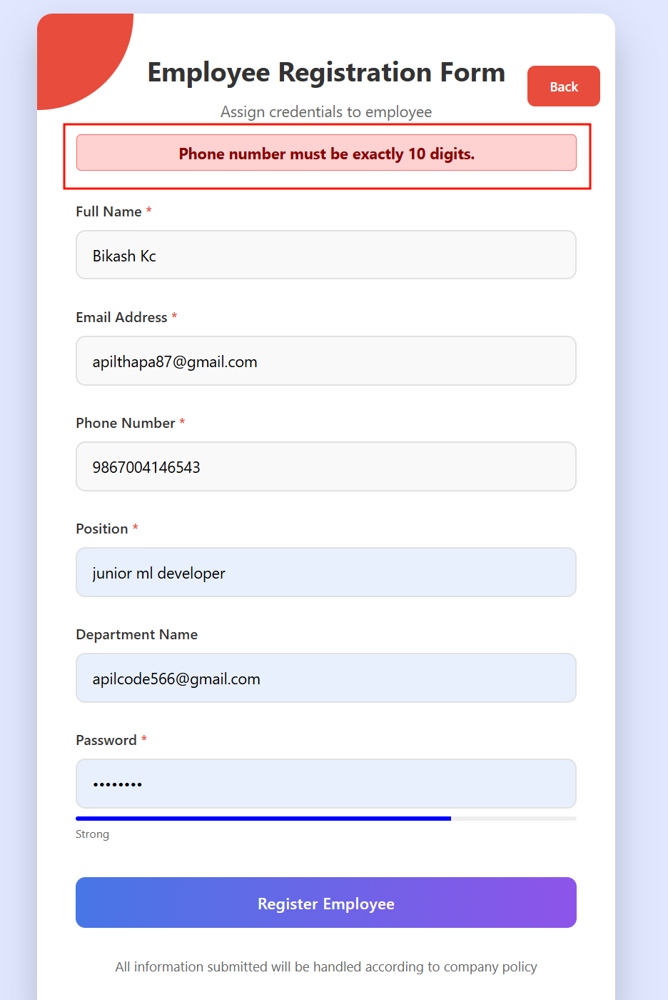 Employee Registration Form
Back
Assign credentials to employee
Phone number must be exactly 10 digits.
Full Name *
Bikash Kc
Email Address *
apilthapa87@gmail.com
Phone Number *
9867004146543
Position *
junior ml developer
Department Name
apilcode566@gmail.com
Password *
••••••••
Strong
Register Employee
All information submitted will be handled according to company policy